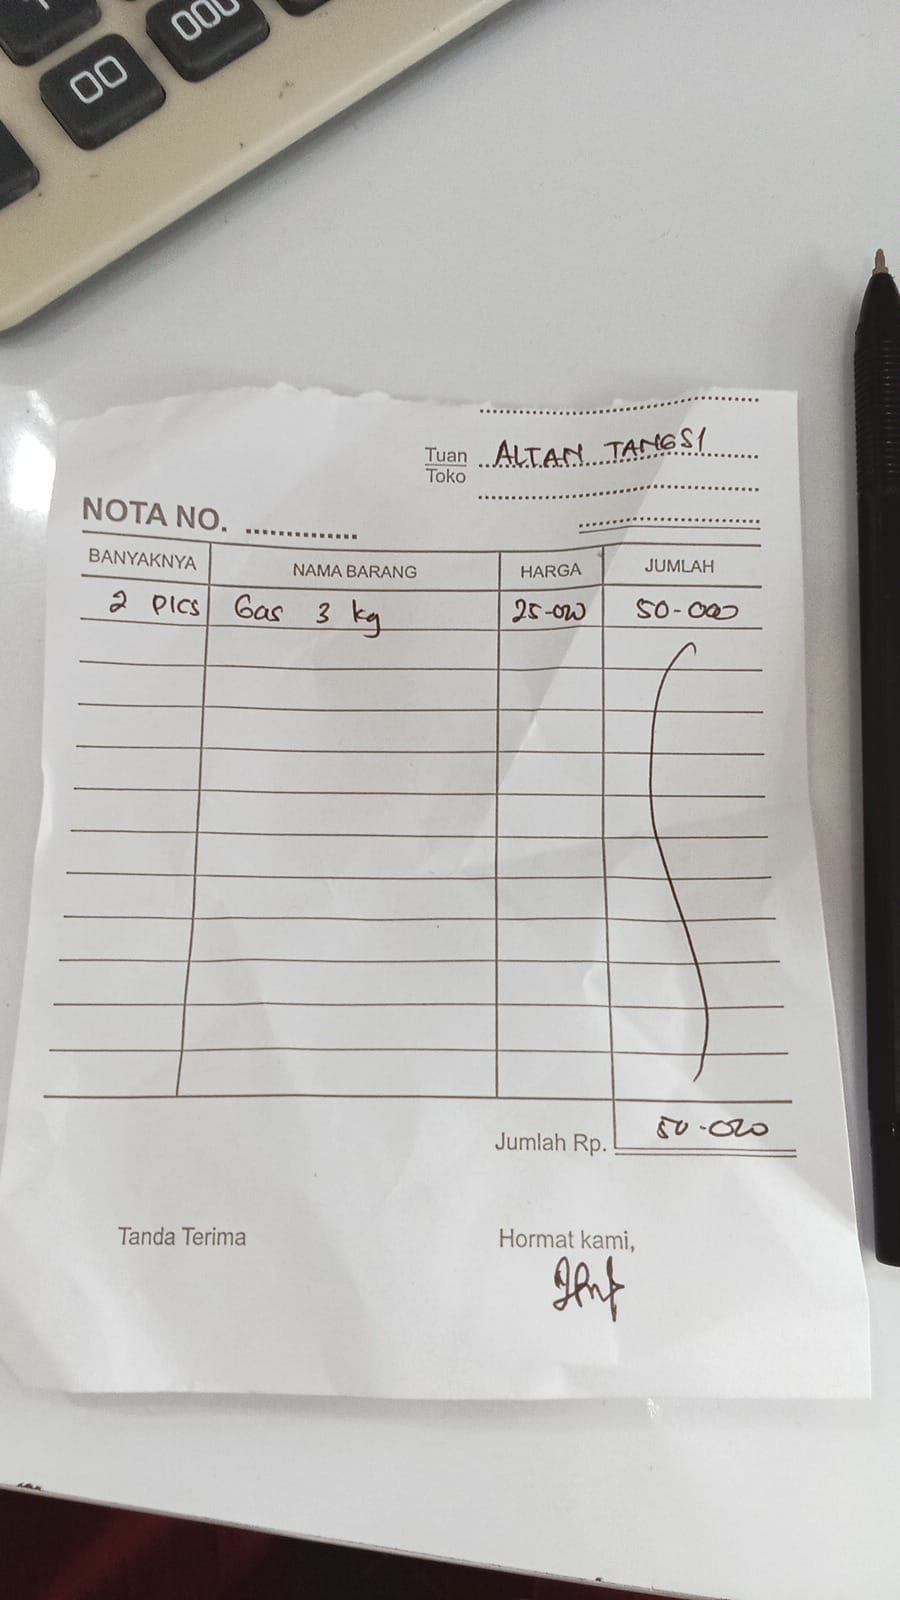 00
000
Tuan
Toko
ALTAN TANGSI
NOTA NO.
BANYAKNYA NAMA BARANG HARGA JUMLAH
2 PICS Gas 3 kg 25-000 50-000
Jumlah Rp. 50-000
Tanda Terima Hormat kami,